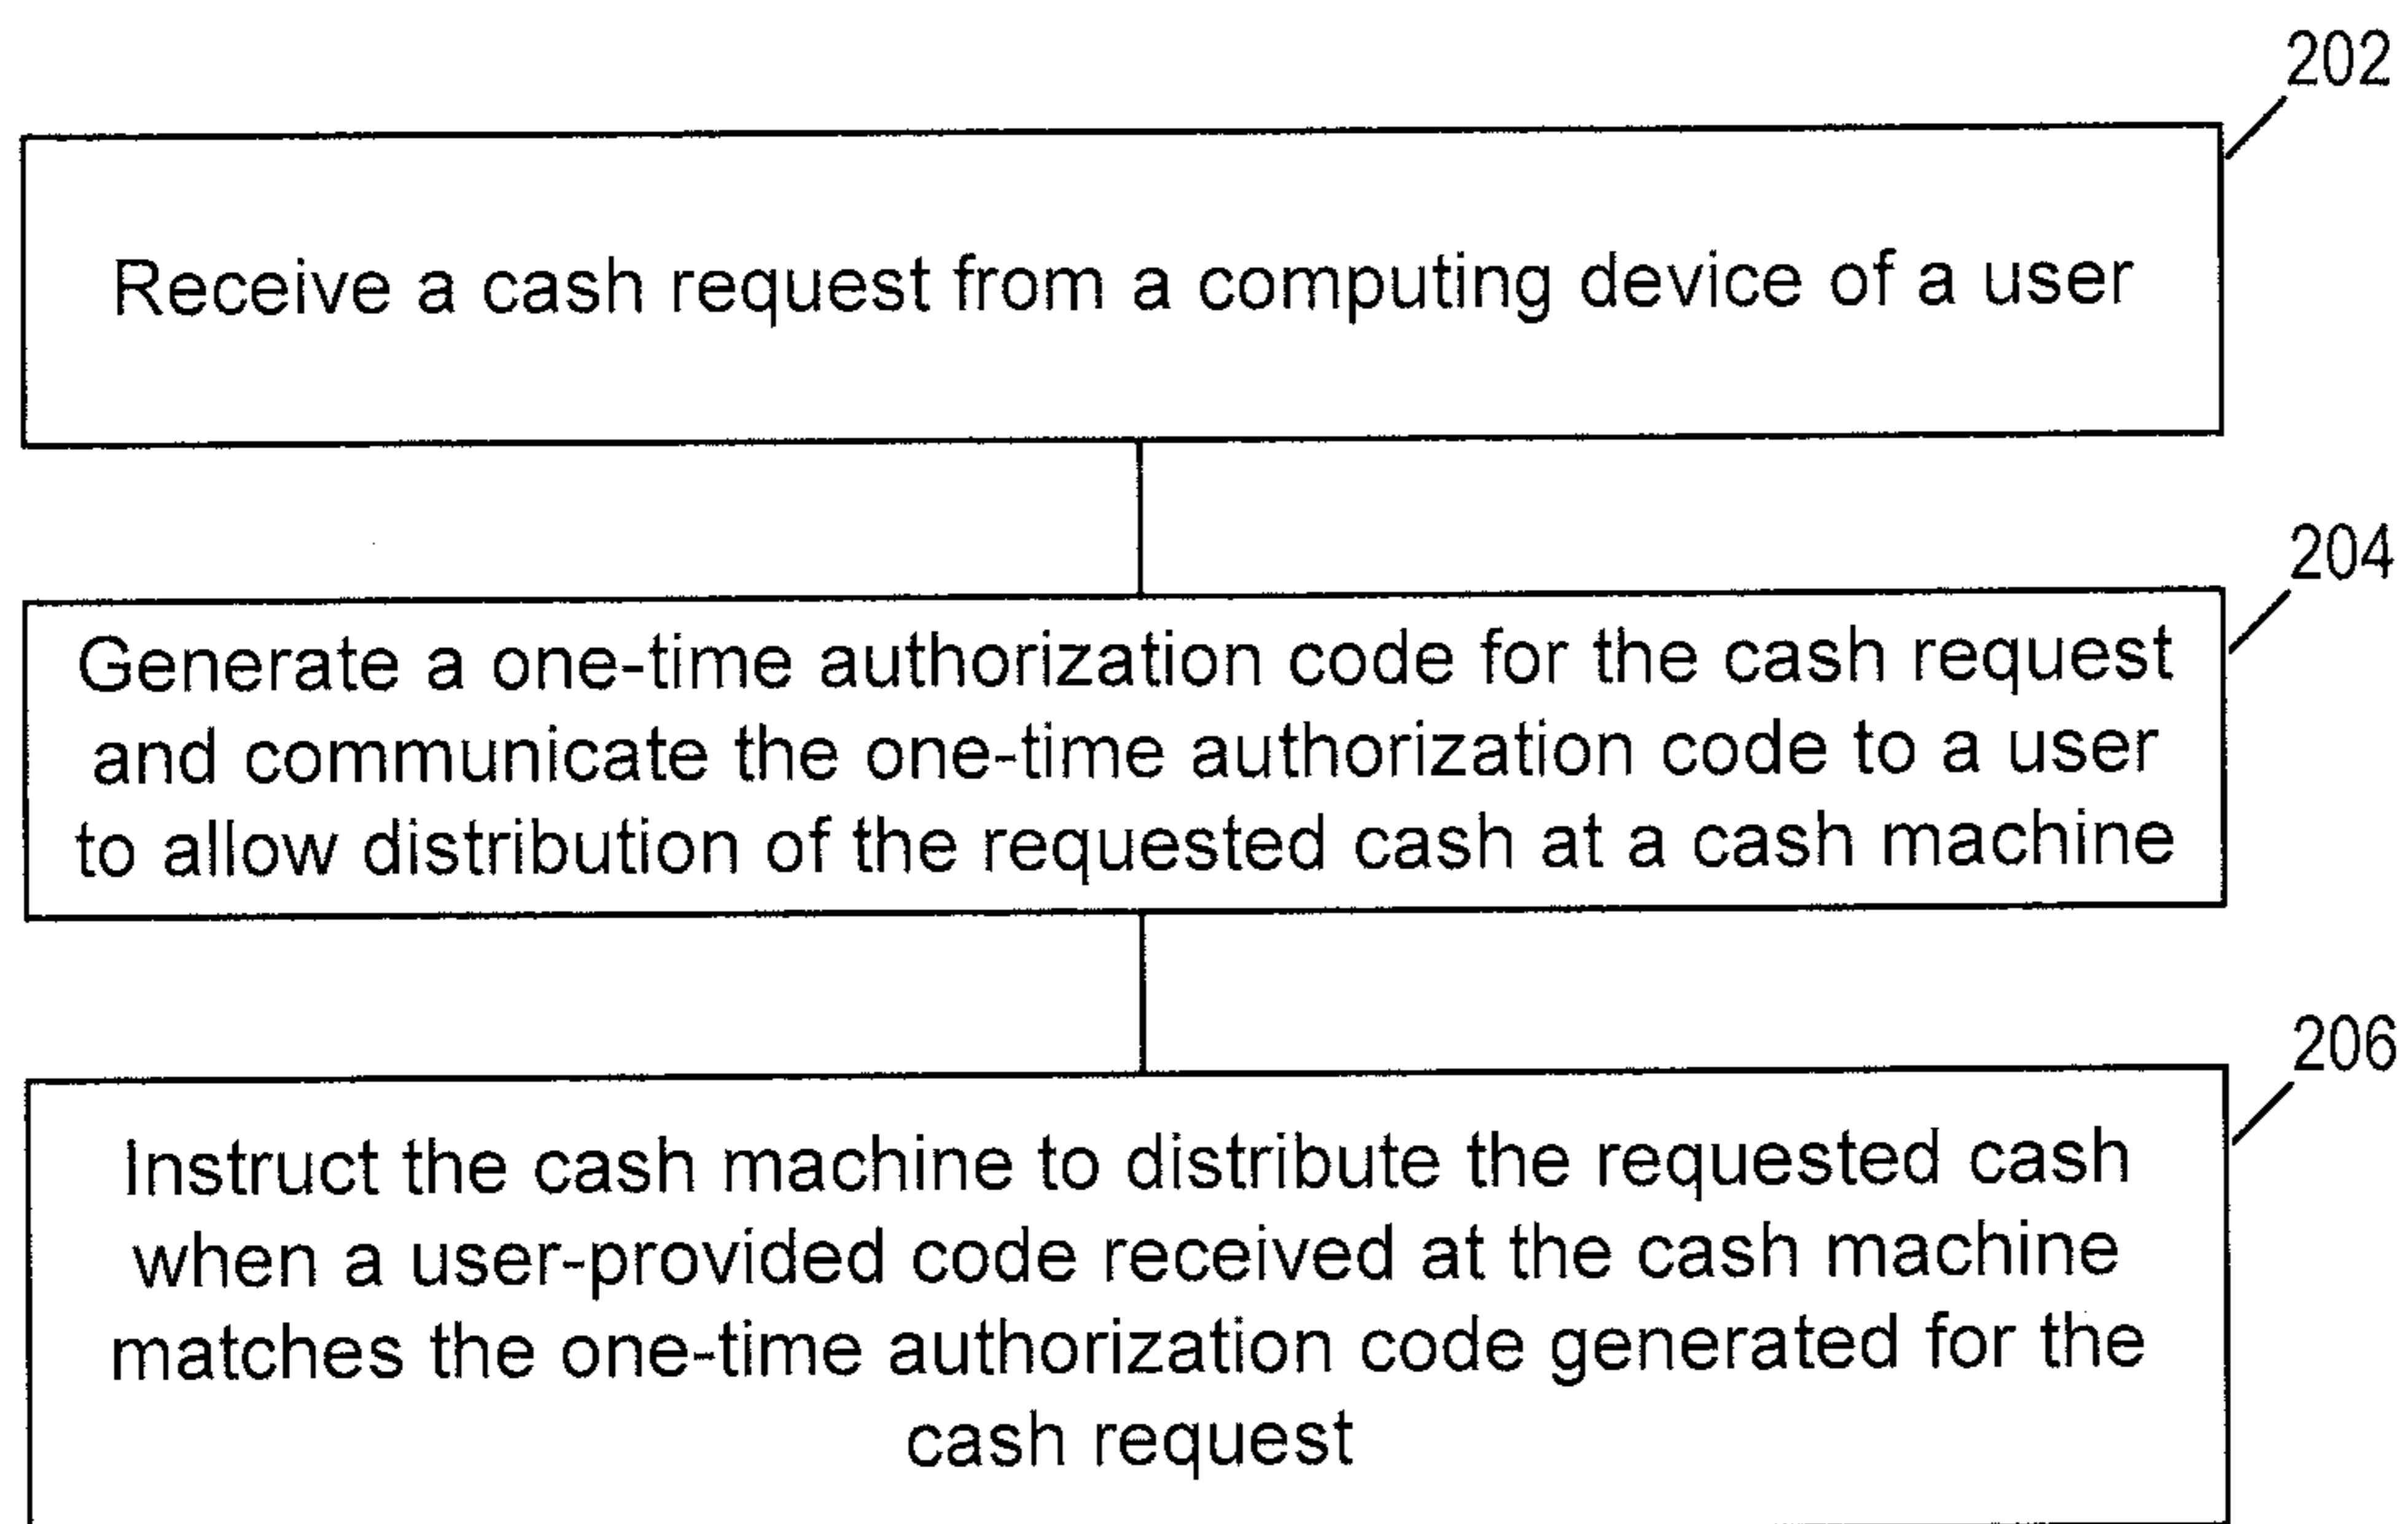 202
Receive a cash request from a computing device of a user
204
Generate a one-time authorization code for the cash request
and communicate the one-time authorization code to a user
to allow distribution of the requested cash at a cash machine
206
Instruct the cash machine to distribute the requested cash
when a user-provided code received at the cash machine
matches the one-time authorization code generated for the
cash request